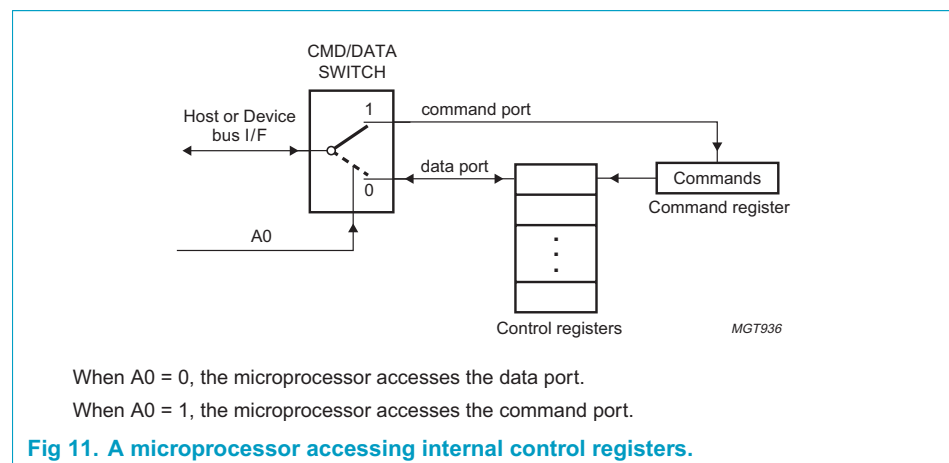 CMD/DATA
SWITCH
Host or Device
bus I/F
1
command port
data port
0
A0
Commands
Command register
Control registers
MGT936
When A0 = 0, the microprocessor accesses the data port.
When A0 = 1, the microprocessor accesses the command port.
Fig 11. A microprocessor accessing internal control registers.